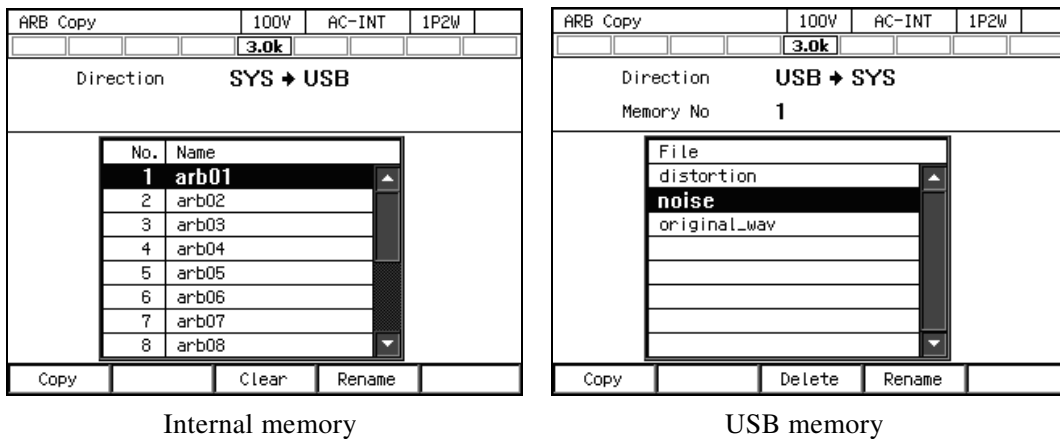 ARB Copy 100V AC-INT 1P2W
3.0k
Direction SYS → USB
No. Name
1 arb01
2 arb02
3 arb03
4 arb04
5 arb05
6 arb06
7 arb07
8 arb08
Copy Clear Rename
Internal memory
ARB Copy 100V AC-INT 1P2W
3.0k
Direction USB → SYS
Memory No 1
File
distortion
noise
original_wav
Copy Delete Rename
USB memory